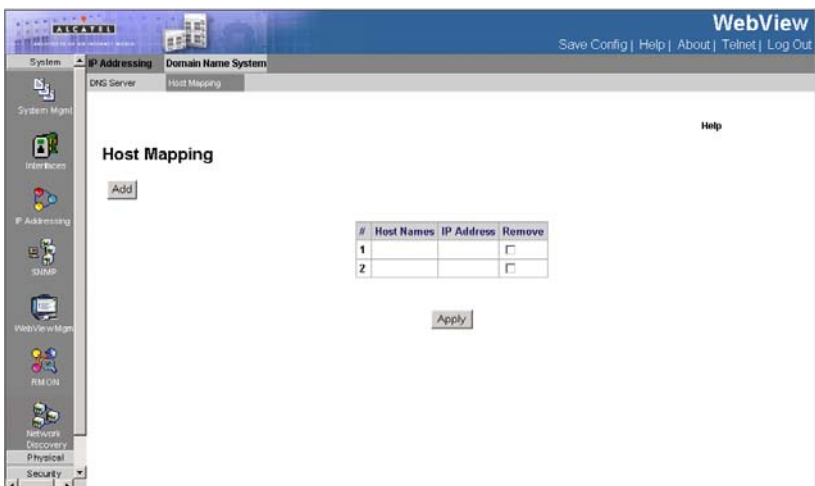 ALCATEL
WebView
Save Config | Help | About | Telnet | Log Out
System
IP Addressing
Domain Name System
DNS Server
Host Mapping
System Mgmt
Help
Interfaces
Host Mapping
Add
IP Addressing
# Host Names IP Address Remove
1
2
SNMP
Apply
WebViewMgm
RMON
Network
Discovery
Physical
Security